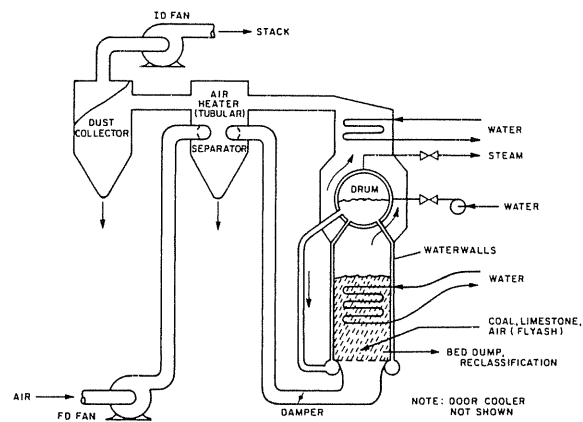 ID FAN
STACK
AIR
HEATER
(TUBULAR)
DUST
COLLECTOR
SEPARATOR
WATER
STEAM
DRUM
WATER
WATERWALLS
WATER
COAL, LIMESTONE,
AIR (FLYASH)
BED DUMP,
RECLASSIFICATION
AIR
FD FAN
DAMPER
NOTE: DOOR COOLER
NOT SHOWN